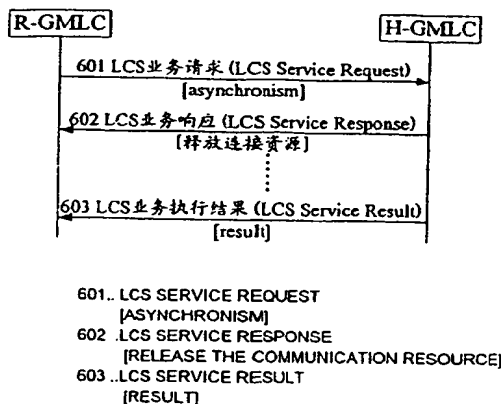 R-GMLC
H-GMLC
601 LCS业务请求 (LCS Service Request)
[asynchronism]
602 LCS业务响应 (LCS Service Response)
[释放连接资源]
603 LCS业务执行结果 (LCS Service Result)
[result]
601.. LCS SERVICE REQUEST
[ASYNCHRONISM]
602 .LCS SERVICE RESPONSE
[RELEASE THE COMMUNICATION RESOURCE]
603 ..LCS SERVICE RESULT
[RESULT]